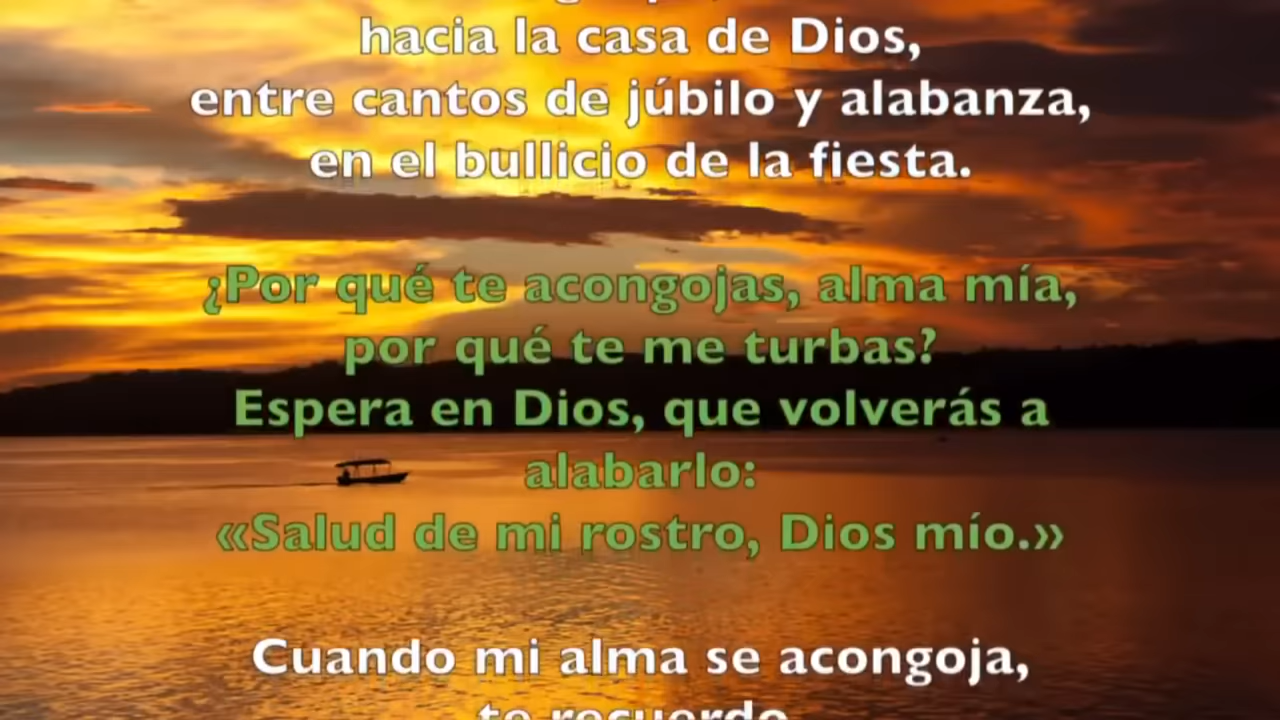 hacia la casa de Dios,
entre cantos de júbilo y alabanza,
en el bullicio de la fiesta.
¿Por qué te acongojas, alma mía,
por qué te me turbas?
Espera en Dios, que volverás a
alabarlo:
«Salud de mi rostro, Dios mío.»
Cuando mi alma se acongoja,
te recuerdo